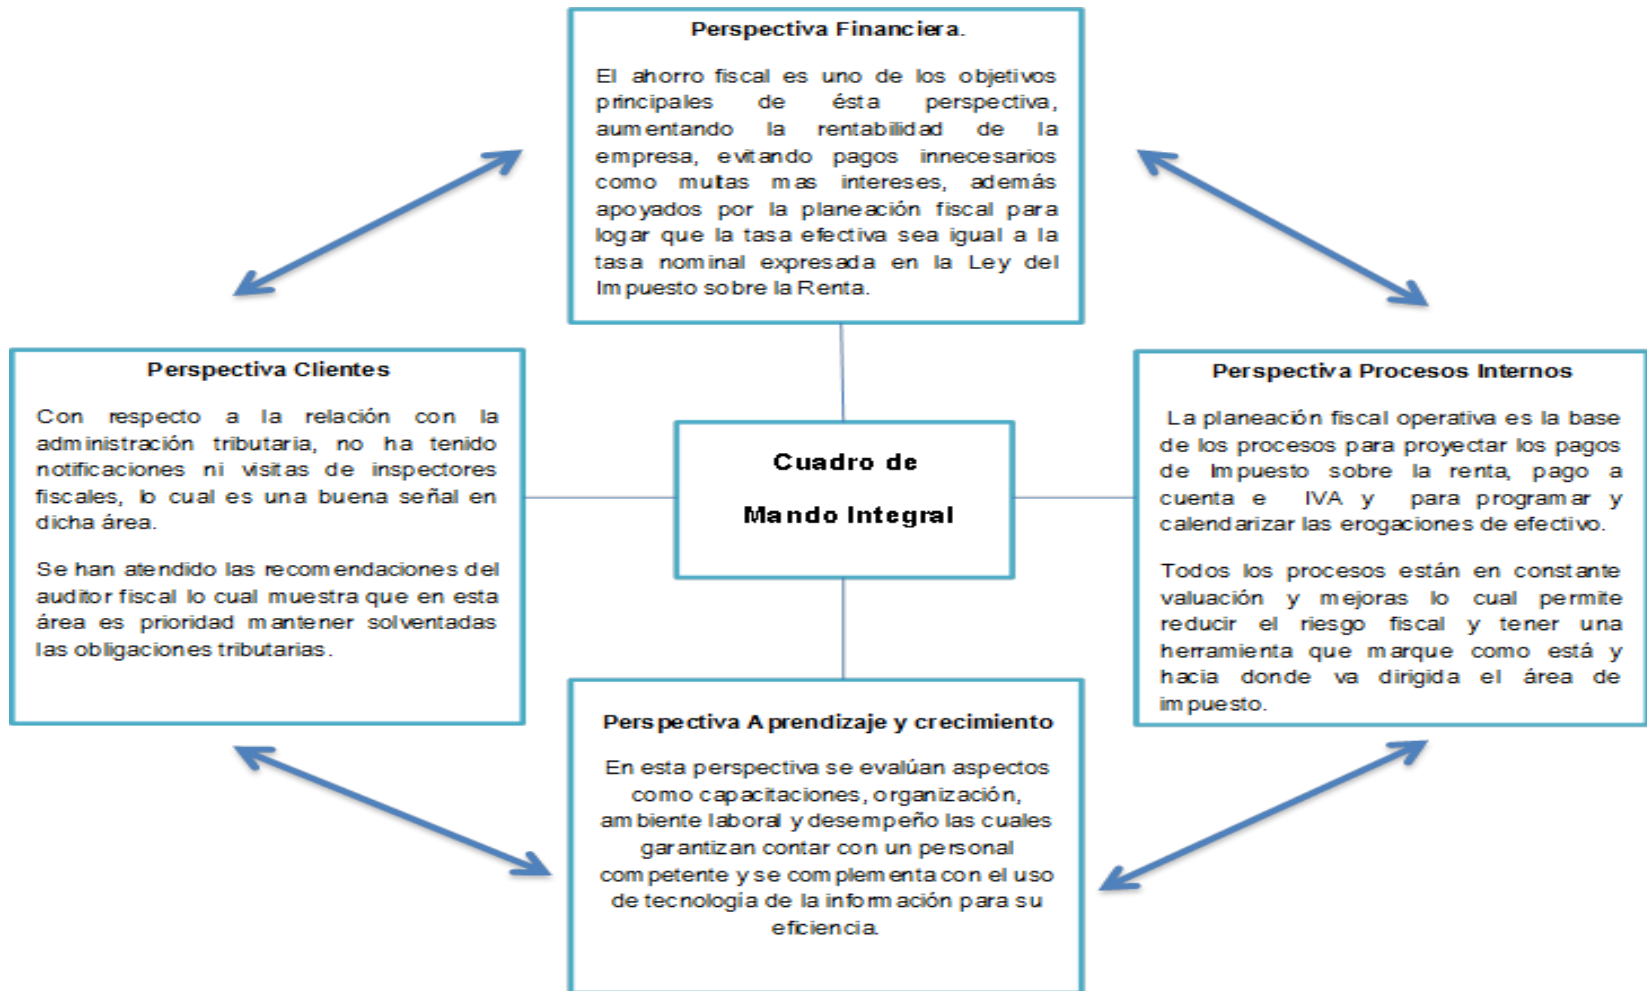 Perspectiva Financiera.
El ahorro fiscal es uno de los objetivos
principales de ésta perspectiva,
aumentando la rentabilidad de la
empresa, evitando pagos innecesarios
como multas mas intereses, además
apoyados por la planeación fiscal para
logar que la tasa efectiva sea igual a la
tasa nominal expresada en la Ley del
Impuesto sobre la Renta.
Perspectiva Clientes
Con respecto a la relación con la
administración tributaria, no ha tenido
notificaciones ni visitas de inspectores
fiscales, lo cual es una buena señal en
dicha área.
Se han atendido las recomendaciones del
auditor fiscal lo cual muestra que en esta
área es prioridad mantener solventadas
las obligaciones tributarias.
Cuadro de
Mando Integral
Perspectiva Procesos Internos
La planeación fiscal operativa es la base
de los procesos para proyectar los pagos
de Impuesto sobre la renta, pago a
cuenta e IVA y para programar y
calendarizar las erogaciones de efectivo.
Todos los procesos están en constante
valuación y mejoras lo cual permite
reducir el riesgo fiscal y tener una
herramienta que marque como está y
hacia donde va dirigida el área de
impuesto.
Perspectiva Aprendizaje y crecimiento
En esta perspectiva se evalúan aspectos
como capacitaciones, organización,
ambiente laboral y desempeño las cuales
garantizan contar con un personal
competente y se complementa con el uso
de tecnología de la información para su
eficiencia.